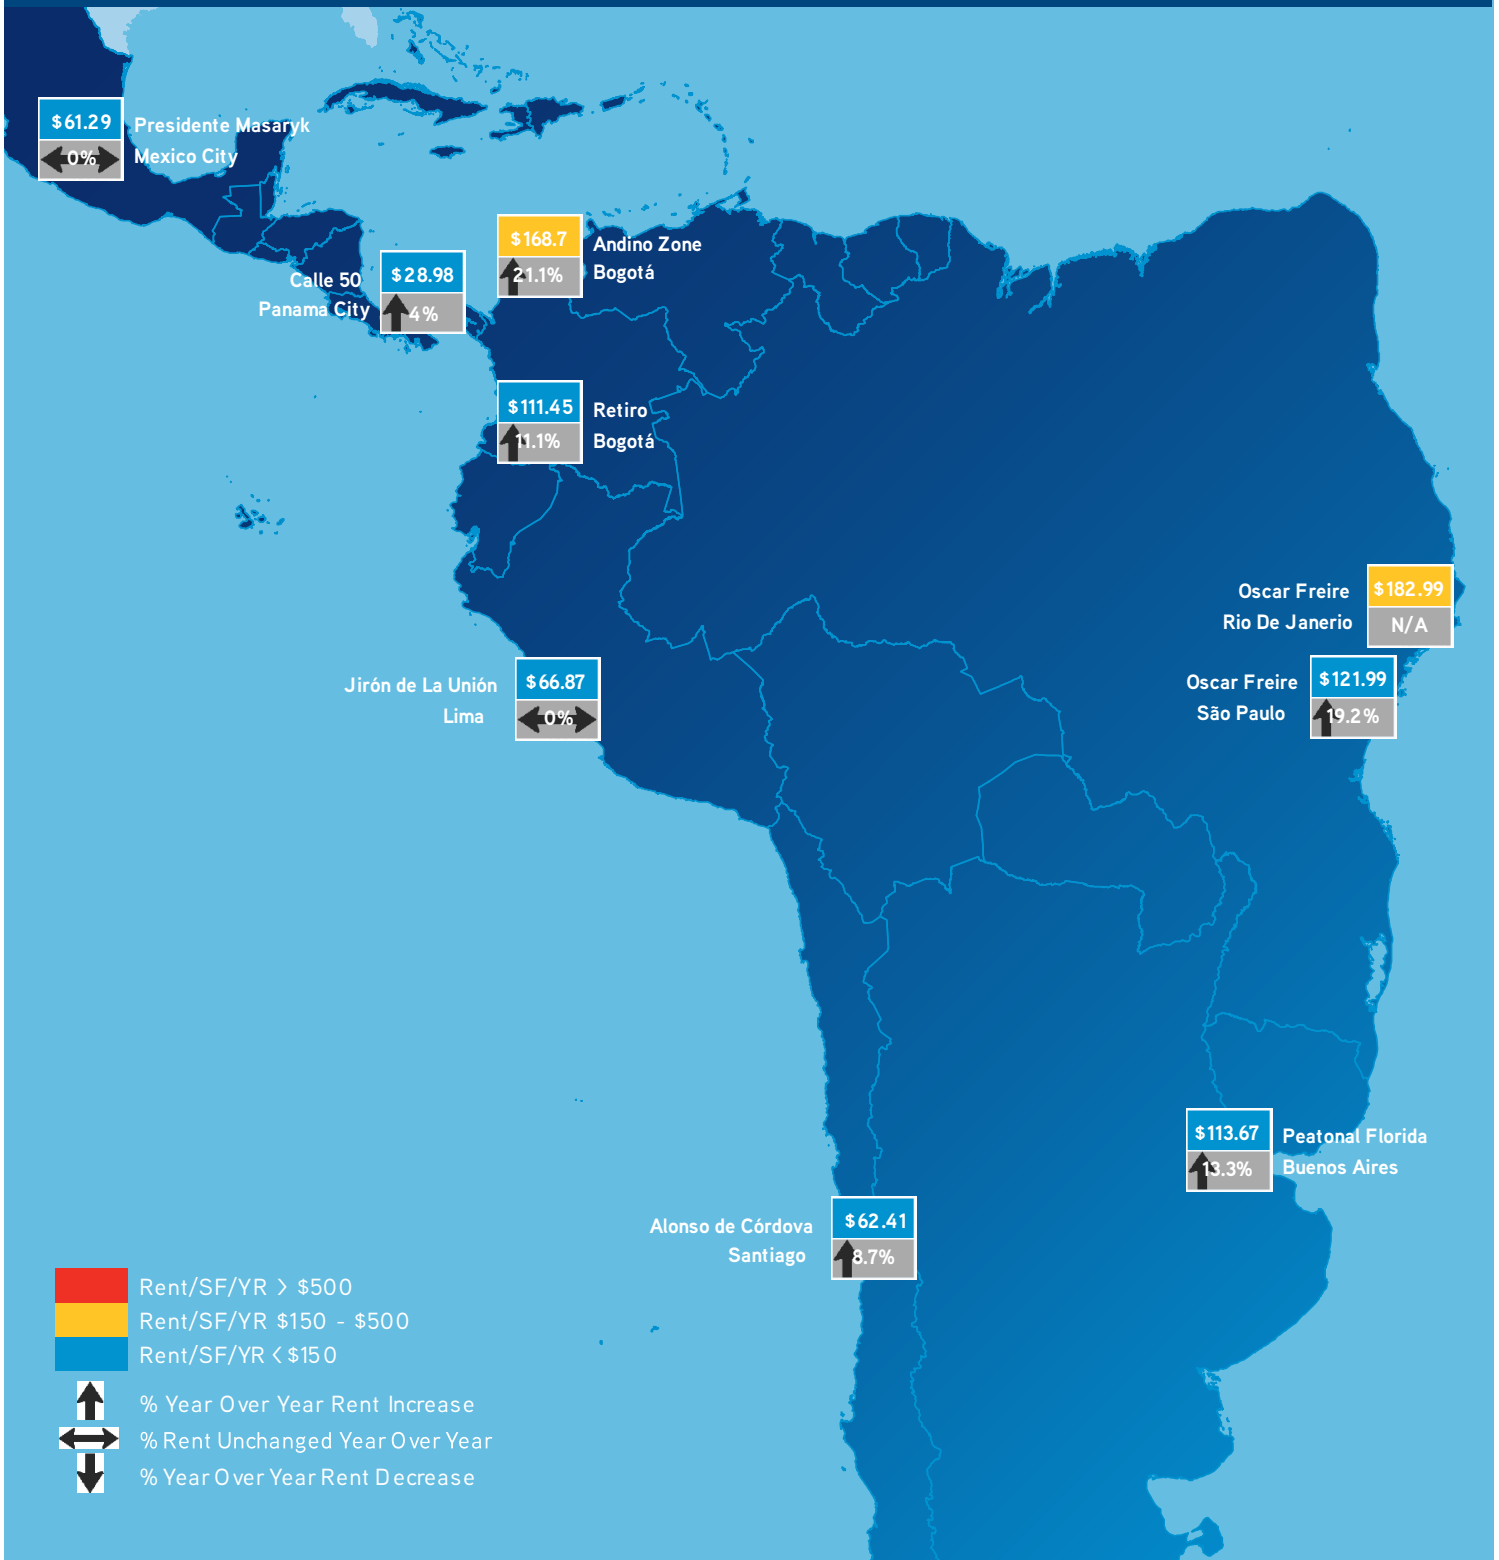 $61.29
0%
Presidente Masaryk
Mexico City
$168.7
21.1%
Andino Zone
Bogotá
Calle 50
Panama City
$28.98
4%
$111.45
11.1%
Retiro
Bogotá
Oscar Freire
Rio De Janerio
$182.99
N/A
Oscar Freire
São Paulo
$121.99
19.2%
Jirón de La Unión
Lima
$66.87
0%
$113.67
13.3%
Peatonal Florida
Buenos Aires
Alonso de Córdova
Santiago
$62.41
8.7%
Rent/SF/YR > $500
Rent/SF/YR $150 - $500
Rent/SF/YR < $150
% Year Over Year Rent Increase
% Rent Unchanged Year Over Year
% Year Over Year Rent Decrease